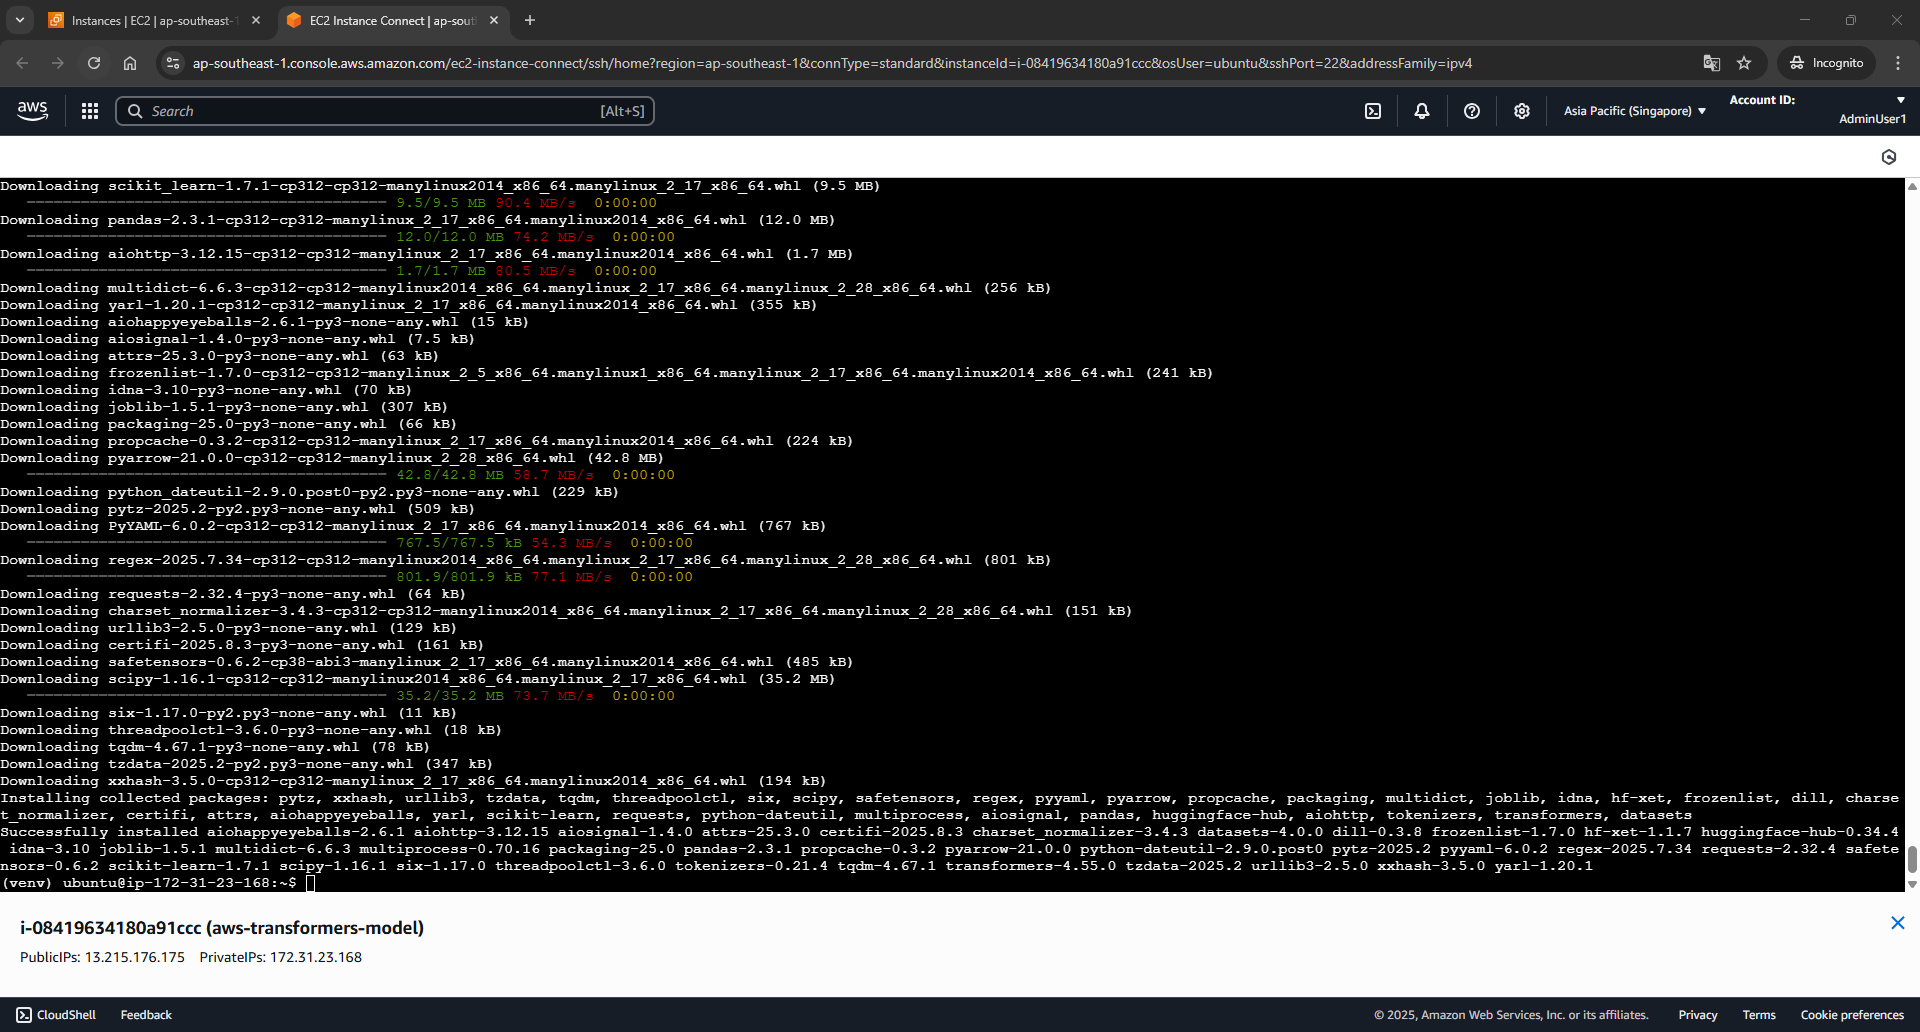 Instances | EC2 | ap-southeast-1
EC2 Instance Connect | ap-sout
ap-southeast-1.console.aws.amazon.com/ec2-instance-connect/ssh/home?region=ap-southeast-1&connType=standard&instanceId=i-08419634180a91ccc&osUser=ubuntu&sshPort=22&addressFamily=ipv4
Incognito
aws
Search
[Alt+S]
Asia Pacific (Singapore)
Account ID:
AdminUser1
Downloading scikit_learn-1.7.1-cp312-cp312-manylinux2014_x86_64.manylinux_2_17_x86_64.whl (9.5 MB)
9.5/9.5 MB 90.4 MB/s 0:00:00
Downloading pandas-2.3.1-cp312-cp312-manylinux_2_17_x86_64.manylinux2014_x86_64.whl (12.0 MB)
12.0/12.0 MB 74.2 MB/s 0:00:00
Downloading aiohttp-3.12.15-cp312-cp312-manylinux_2_17_x86_64.manylinux2014_x86_64.whl (1.7 MB)
1.7/1.7 MB 80.5 MB/s 0:00:00
Downloading multidict-6.6.3-cp312-cp312-manylinux2014_x86_64.manylinux_2_17_x86_64.manylinux_2_28_x86_64.whl (256 kB)
Downloading yarl-1.20.1-cp312-cp312-manylinux_2_17_x86_64.manylinux2014_x86_64.whl (355 kB)
Downloading aiohappyeyeballs-2.6.1-py3-none-any.whl (15 kB)
Downloading aiosignal-1.4.0-py3-none-any.whl (7.5 kB)
Downloading attrs-25.3.0-py3-none-any.whl (63 kB)
Downloading frozenlist-1.7.0-cp312-cp312-manylinux_2_5_x86_64.manylinux1_x86_64.manylinux_2_17_x86_64.manylinux2014_x86_64.whl (241 kB)
Downloading idna-3.10-py3-none-any.whl (70 kB)
Downloading joblib-1.5.1-py3-none-any.whl (307 kB)
Downloading packaging-25.0-py3-none-any.whl (66 kB)
Downloading propcache-0.3.2-cp312-cp312-manylinux_2_17_x86_64.manylinux2014_x86_64.whl (224 kB)
Downloading pyarrow-21.0.0-cp312-cp312-manylinux_2_28_x86_64.whl (42.8 MB)
42.8/42.8 MB 58.7 MB/s 0:00:00
Downloading python_dateutil-2.9.0.post0-py2.py3-none-any.whl (229 kB)
Downloading pytz-2025.2-py2.py3-none-any.whl (509 kB)
Downloading PyYAML-6.0.2-cp312-cp312-manylinux_2_17_x86_64.manylinux2014_x86_64.whl (767 kB)
767.5/767.5 kB 54.3 MB/s 0:00:00
Downloading regex-2025.7.34-cp312-cp312-manylinux2014_x86_64.manylinux_2_17_x86_64.manylinux_2_28_x86_64.whl (801 kB)
801.9/801.9 kB 77.1 MB/s 0:00:00
Downloading requests-2.32.4-py3-none-any.whl (64 kB)
Downloading charset_normalizer-3.4.3-cp312-cp312-manylinux2014_x86_64.manylinux_2_17_x86_64.manylinux_2_28_x86_64.whl (151 kB)
Downloading urllib3-2.5.0-py3-none-any.whl (129 kB)
Downloading certifi-2025.8.3-py3-none-any.whl (161 kB)
Downloading safetensors-0.6.2-cp38-abi3-manylinux_2_17_x86_64.manylinux2014_x86_64.whl (485 kB)
Downloading scipy-1.16.1-cp312-cp312-manylinux2014_x86_64.manylinux_2_17_x86_64.whl (35.2 MB)
35.2/35.2 MB 73.7 MB/s 0:00:00
Downloading six-1.17.0-py2.py3-none-any.whl (11 kB)
Downloading threadpoolctl-3.6.0-py3-none-any.whl (18 kB)
Downloading tqdm-4.67.1-py3-none-any.whl (78 kB)
Downloading tzdata-2025.2-py2.py3-none-any.whl (347 kB)
Downloading xxhash-3.5.0-cp312-cp312-manylinux_2_17_x86_64.manylinux2014_x86_64.whl (194 kB)
Installing collected packages: pytz, xxhash, urllib3, tzdata, tqdm, threadpoolctl, six, scipy, safetensors, regex, pyyaml, pyarrow, propcache, packaging, multidict, joblib, idna, hf-xet, frozenlist, dill, charse
t_normalizer, certifi, attrs, aiohappyeyeballs, yarl, scikit-learn, requests, python-dateutil, multiprocess, aiosignal, pandas, huggingface-hub, aiohttp, tokenizers, transformers, datasets
Successfully installed aiohappyeyeballs-2.6.1 aiohttp-3.12.15 aiosignal-1.4.0 attrs-25.3.0 certifi-2025.8.3 charset_normalizer-3.4.3 datasets-4.0.0 dill-0.3.8 frozenlist-1.7.0 hf-xet-1.1.7 huggingface-hub-0.34.4
idna-3.10 joblib-1.5.1 multidict-6.6.3 multiprocess-0.70.16 packaging-25.0 pandas-2.3.1 propcache-0.3.2 pyarrow-21.0.0 python-dateutil-2.9.0.post0 pytz-2025.2 pyyaml-6.0.2 regex-2025.7.34 requests-2.32.4 safete
nsors-0.6.2 scikit-learn-1.7.1 scipy-1.16.1 six-1.17.0 threadpoolctl-3.6.0 tokenizers-0.21.4 tqdm-4.67.1 transformers-4.55.0 tzdata-2025.2 urllib3-2.5.0 xxhash-3.5.0 yarl-1.20.1
(venv) ubuntu@ip-172-31-23-168:~$
i-08419634180a91ccc (aws-transformers-model)
PublicIPs: 13.215.176.175 PrivateIPs: 172.31.23.168
CloudShell
Feedback
© 2025, Amazon Web Services, Inc. or its affiliates.
Privacy
Terms
Cookie preferences